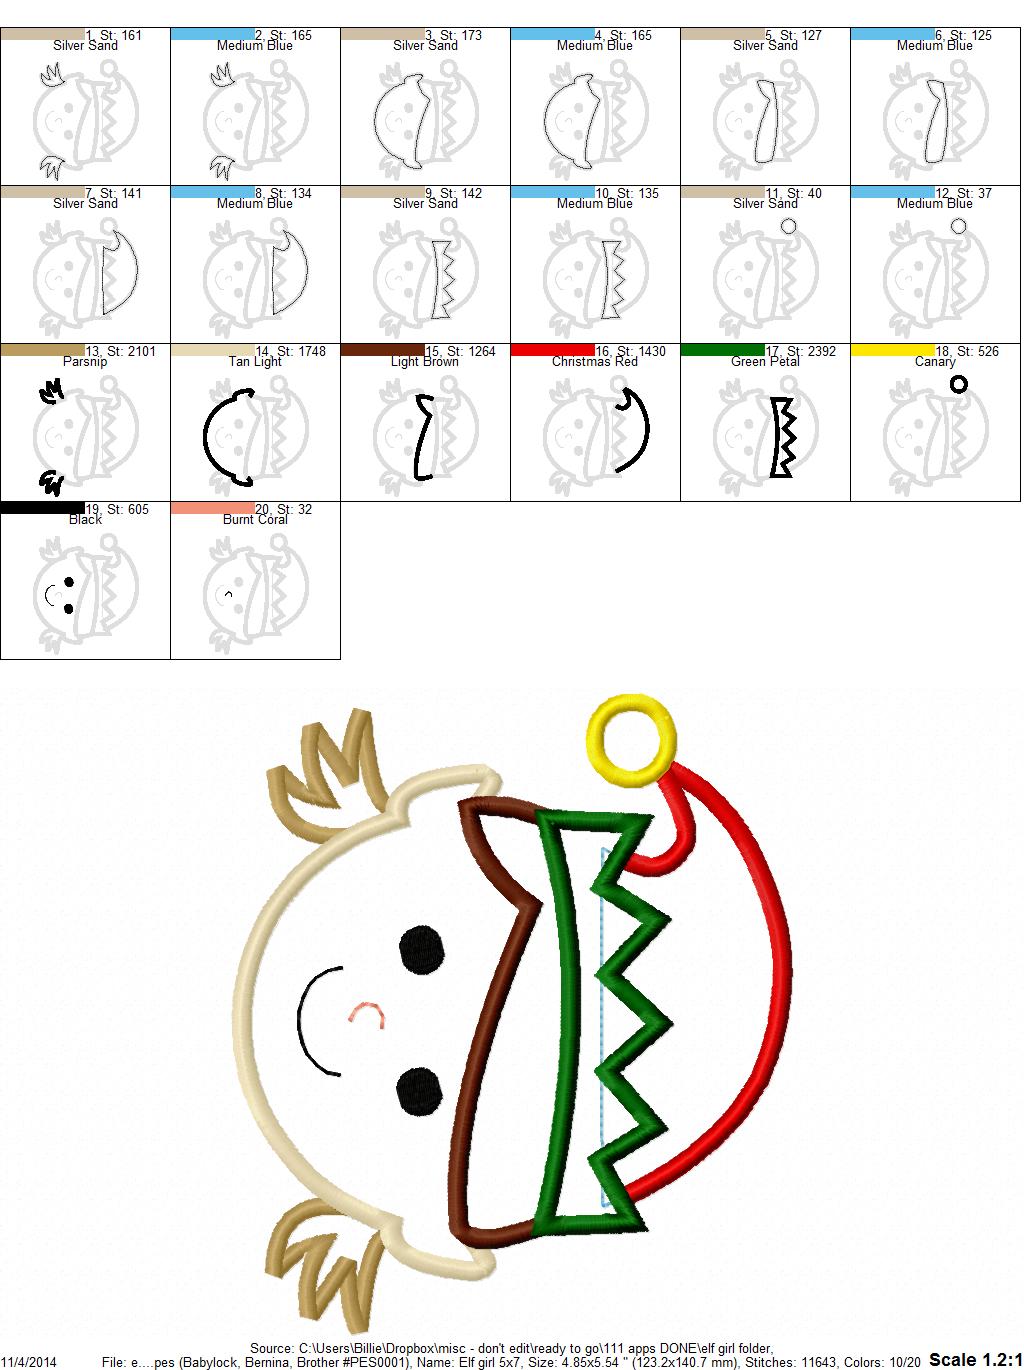 1, St: 161
Silver Sand
2, St: 165
Medium Blue
3, St: 173
Silver Sand
4, St: 165
Medium Blue
5, St: 127
Silver Sand
6, St: 125
Medium Blue
7, St: 141
Silver Sand
8, St: 134
Medium Blue
9, St: 142
Silver Sand
10, St: 135
Medium Blue
11, St: 40
Silver Sand
12, St: 37
Medium Blue
13, St: 2101
Parsnip
14, St: 1748
Tan Light
15, St: 1264
Light Brown
16, St: 1430
Christmas Red
17, St: 2392
Green Petal
18, St: 526
Canary
19, St: 605
Black
20, St: 32
Burnt Coral
Source: C:\Users\Billie\Dropbox\misc - don't edit\ready to go\111 apps DONE\elf girl folder,
11/4/2014 File: e....pes (Babylock, Bernina, Brother #PES0001), Name: Elf girl 5x7, Size: 4.85x5.54 " (123.2x140.7 mm), Stitches: 11643, Colors: 10/20 Scale 1.2:1